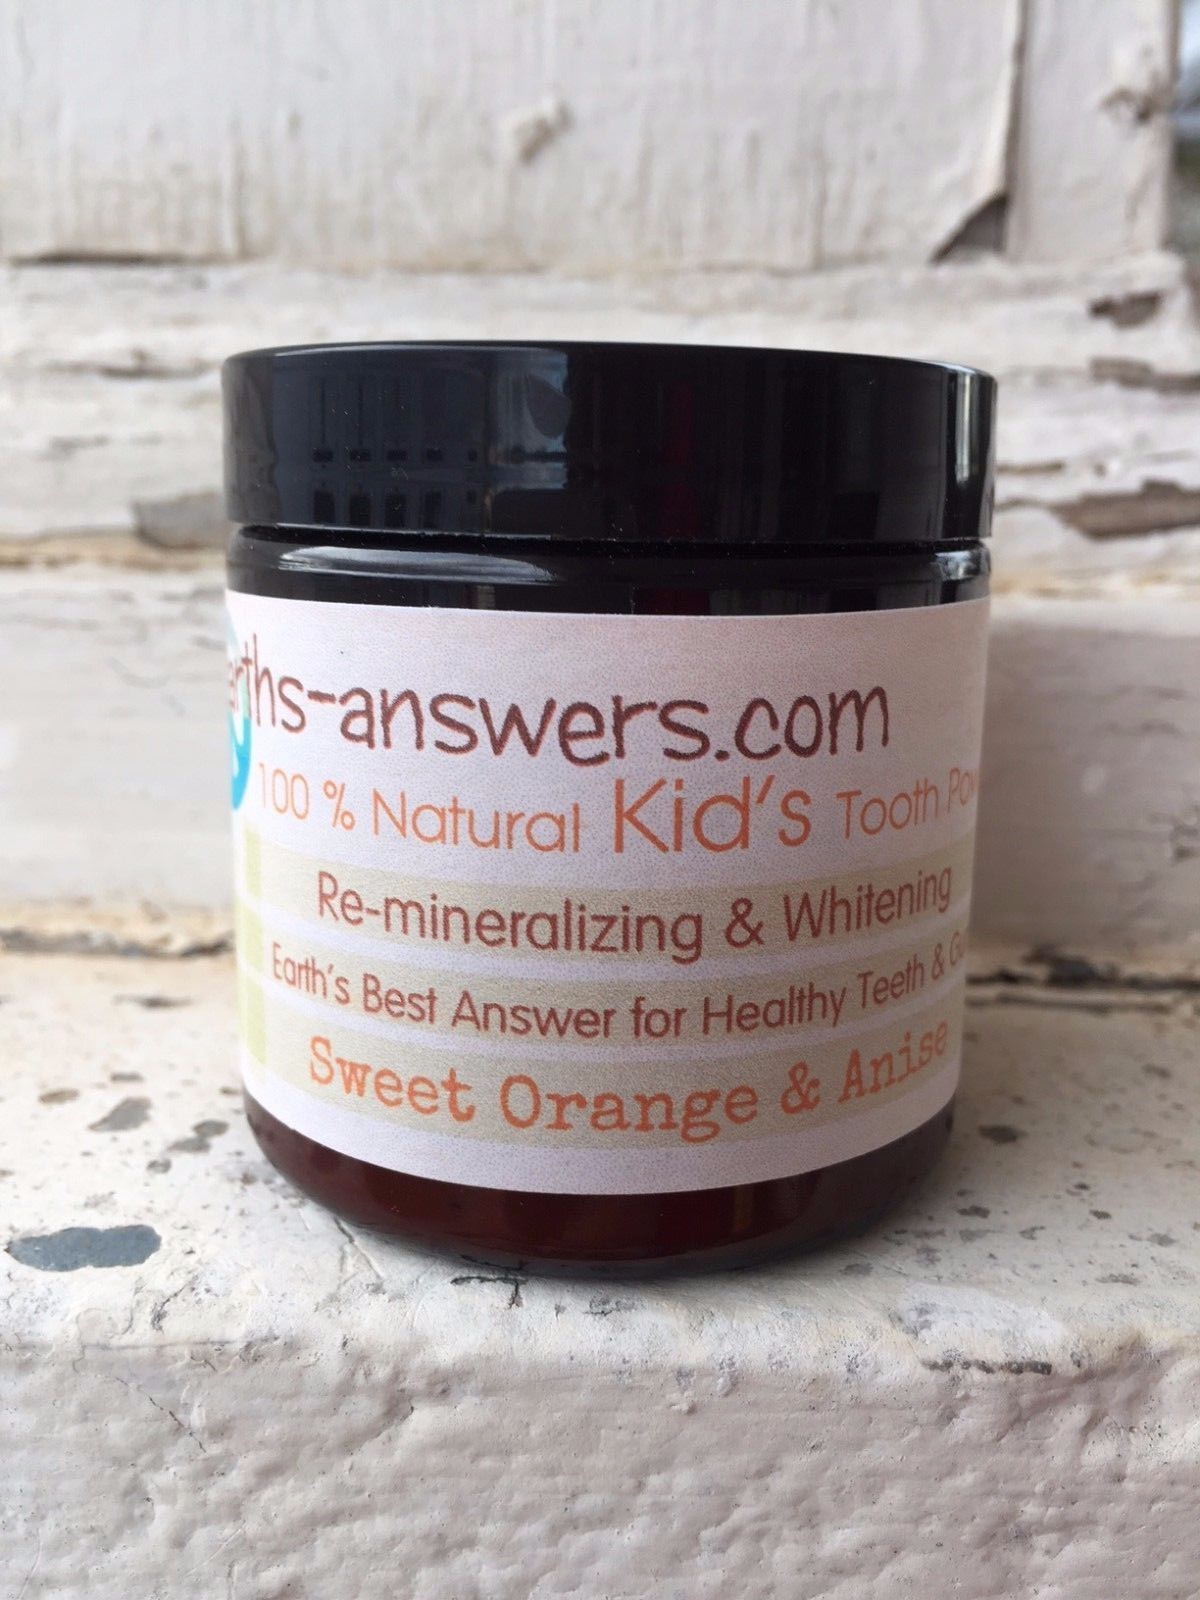 earths-answers.com
100 % Natural Kid's Tooth Pow
Re-mineralizing & Whitening
Earth's Best Answer for Healthy Teeth & G
Sweet Orange & Anise